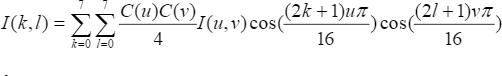 I(k,l) = \sum_{k=0}^{7} \sum_{l=0}^{7} \frac{C(u)C(v)}{4} I(u,v) \cos(\frac{(2k+1)u\pi}{16}) \cos(\frac{(2l+1)v\pi}{16})